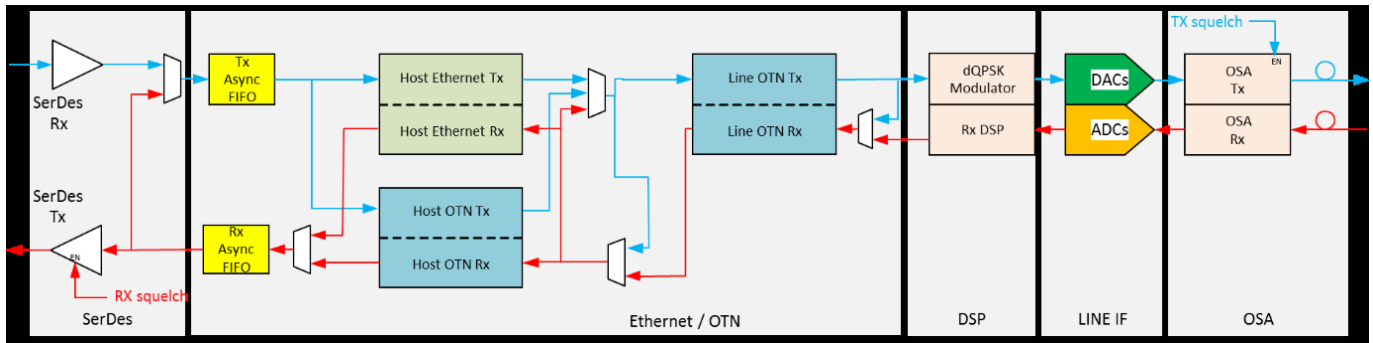 TX squelch
SerDes
Rx
Tx
Async
FIFO
Host Ethernet Tx
Host Ethernet Rx
Line OTN Tx
Line OTN Rx
dQPSK
Modulator
Rx DSP
DACs
ADCs
EN
OSA
Tx
OSA
Rx
SerDes
Tx
EN
RX squelch
Rx
Async
FIFO
Host OTN Tx
Host OTN Rx
SerDes
Ethernet / OTN
DSP
LINE IF
OSA